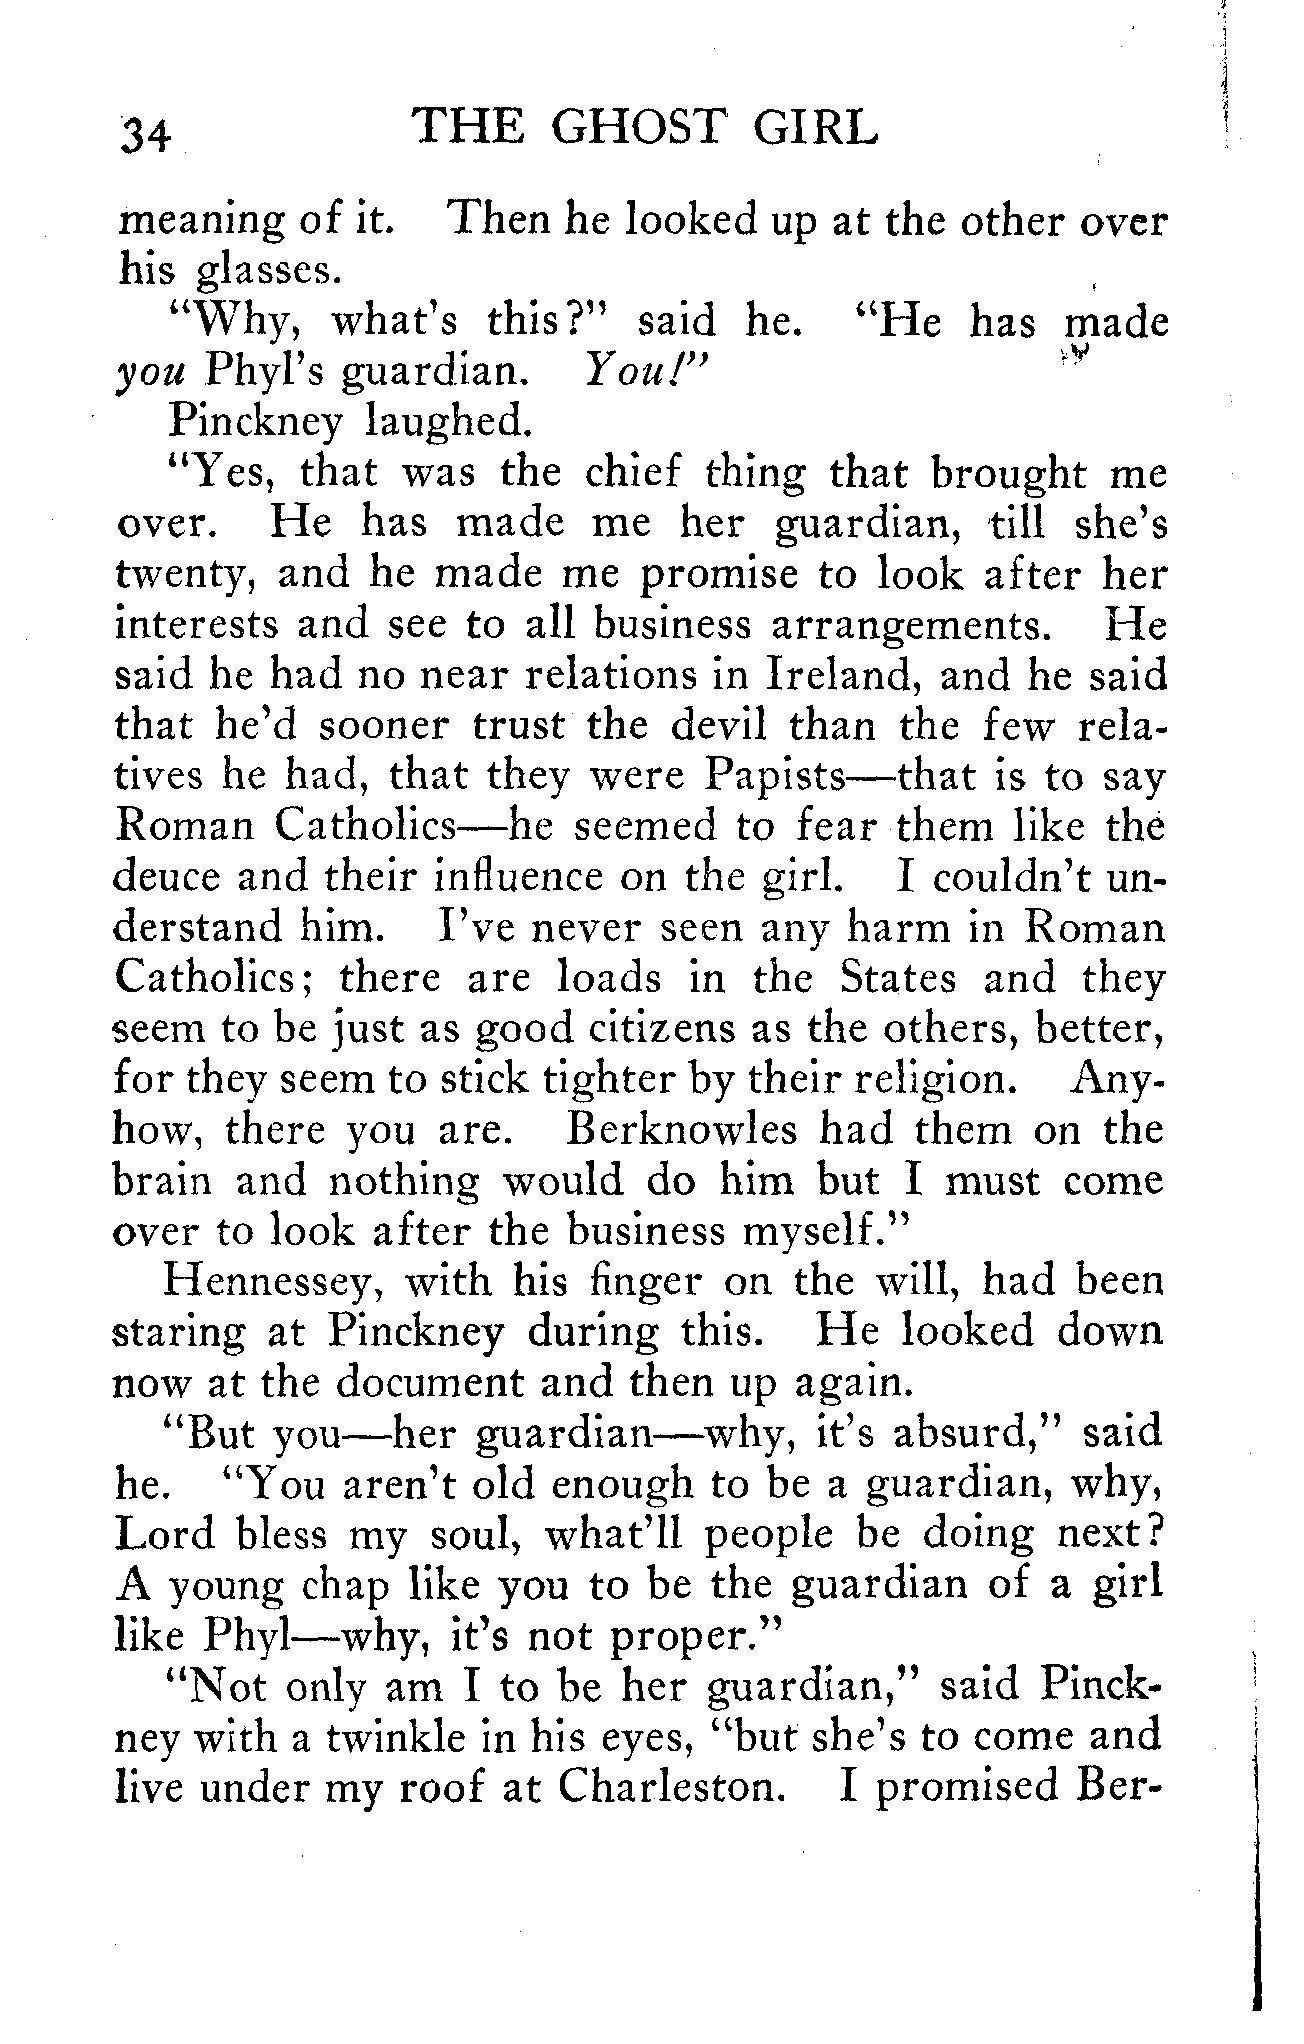 34 THE GHOST GIRL
meaning of it. Then he looked up at the other over
his glasses.
“Why, what’s this?” said he. “He has made
you Phyl’s guardian. You!”
Pinckney laughed.
“Yes, that was the chief thing that brought me
over. He has made me her guardian, till she’s
twenty, and he made me promise to look after her
interests and see to all business arrangements. He
said he had no near relations in Ireland, and he said
that he’d sooner trust the devil than the few rela-
tives he had, that they were Papists—that is to say
Roman Catholics—he seemed to fear them like the
deuce and their influence on the girl. I couldn’t un-
derstand him. I’ve never seen any harm in Roman
Catholics; there are loads in the States and they
seem to be just as good citizens as the others, better,
for they seem to stick tighter by their religion. Any-
how, there you are. Berknowles had them on the
brain and nothing would do him but I must come
over to look after the business myself.”
Hennessey, with his finger on the will, had been
staring at Pinckney during this. He looked down
now at the document and then up again.
“But you—her guardian—why, it’s absurd,” said
he. “You aren’t old enough to be a guardian, why,
Lord bless my soul, what’ll people be doing next?
A young chap like you to be the guardian of a girl
like Phyl—why, it’s not proper.”
“Not only am I to be her guardian,” said Pinck-
ney with a twinkle in his eyes, “but she’s to come and
live under my roof at Charleston. I promised Ber-